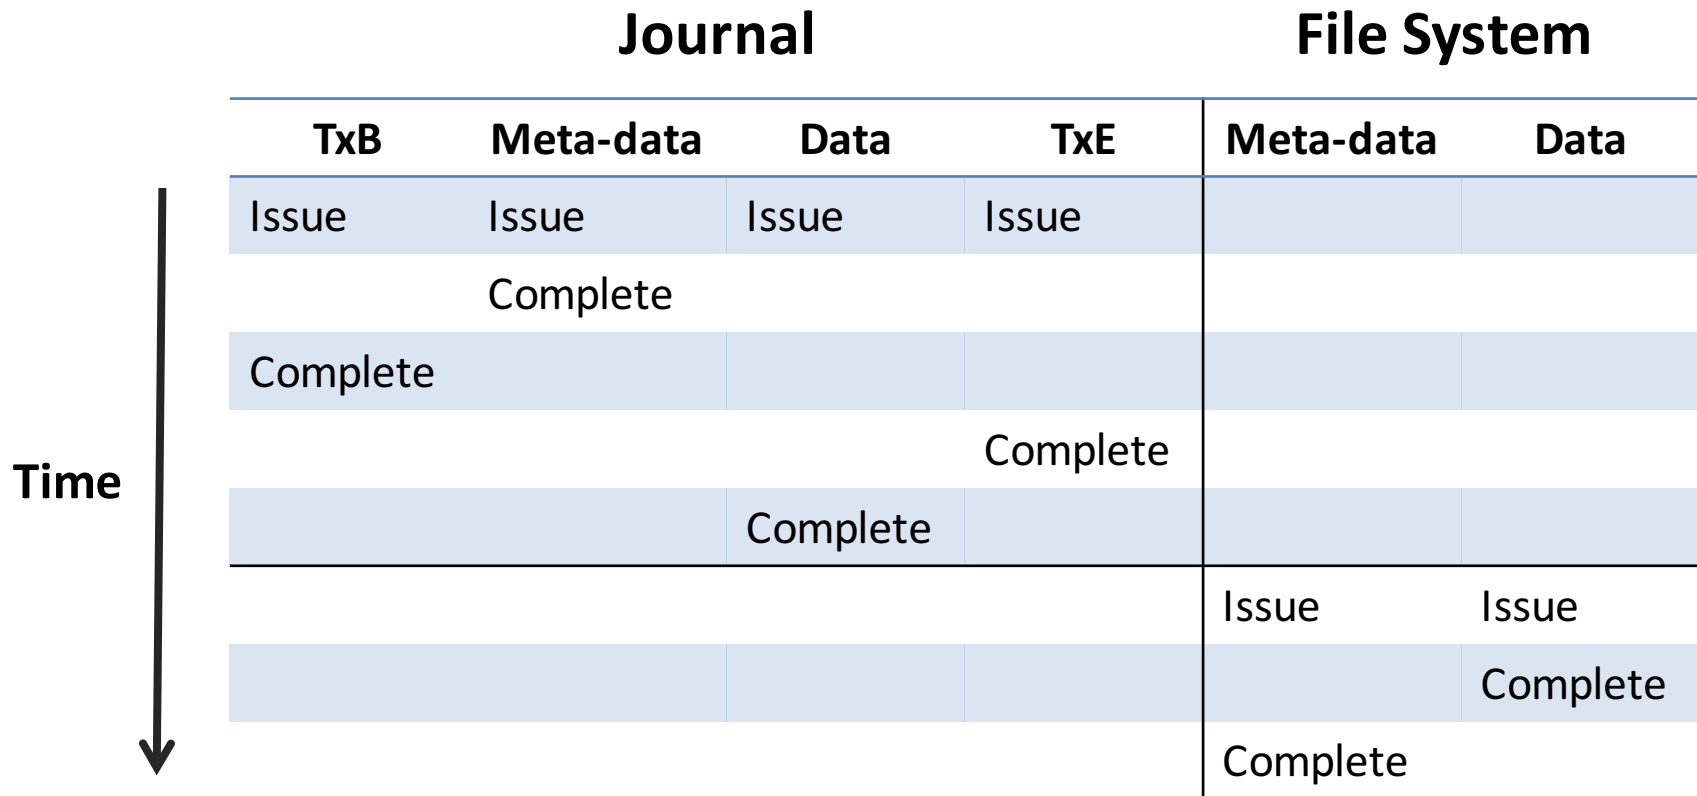 Journal File System
TxB Meta-data Data TxE Meta-data Data
Issue Issue Issue Issue
Complete
Complete
Complete
Time
Complete
Issue Issue
Complete
Complete